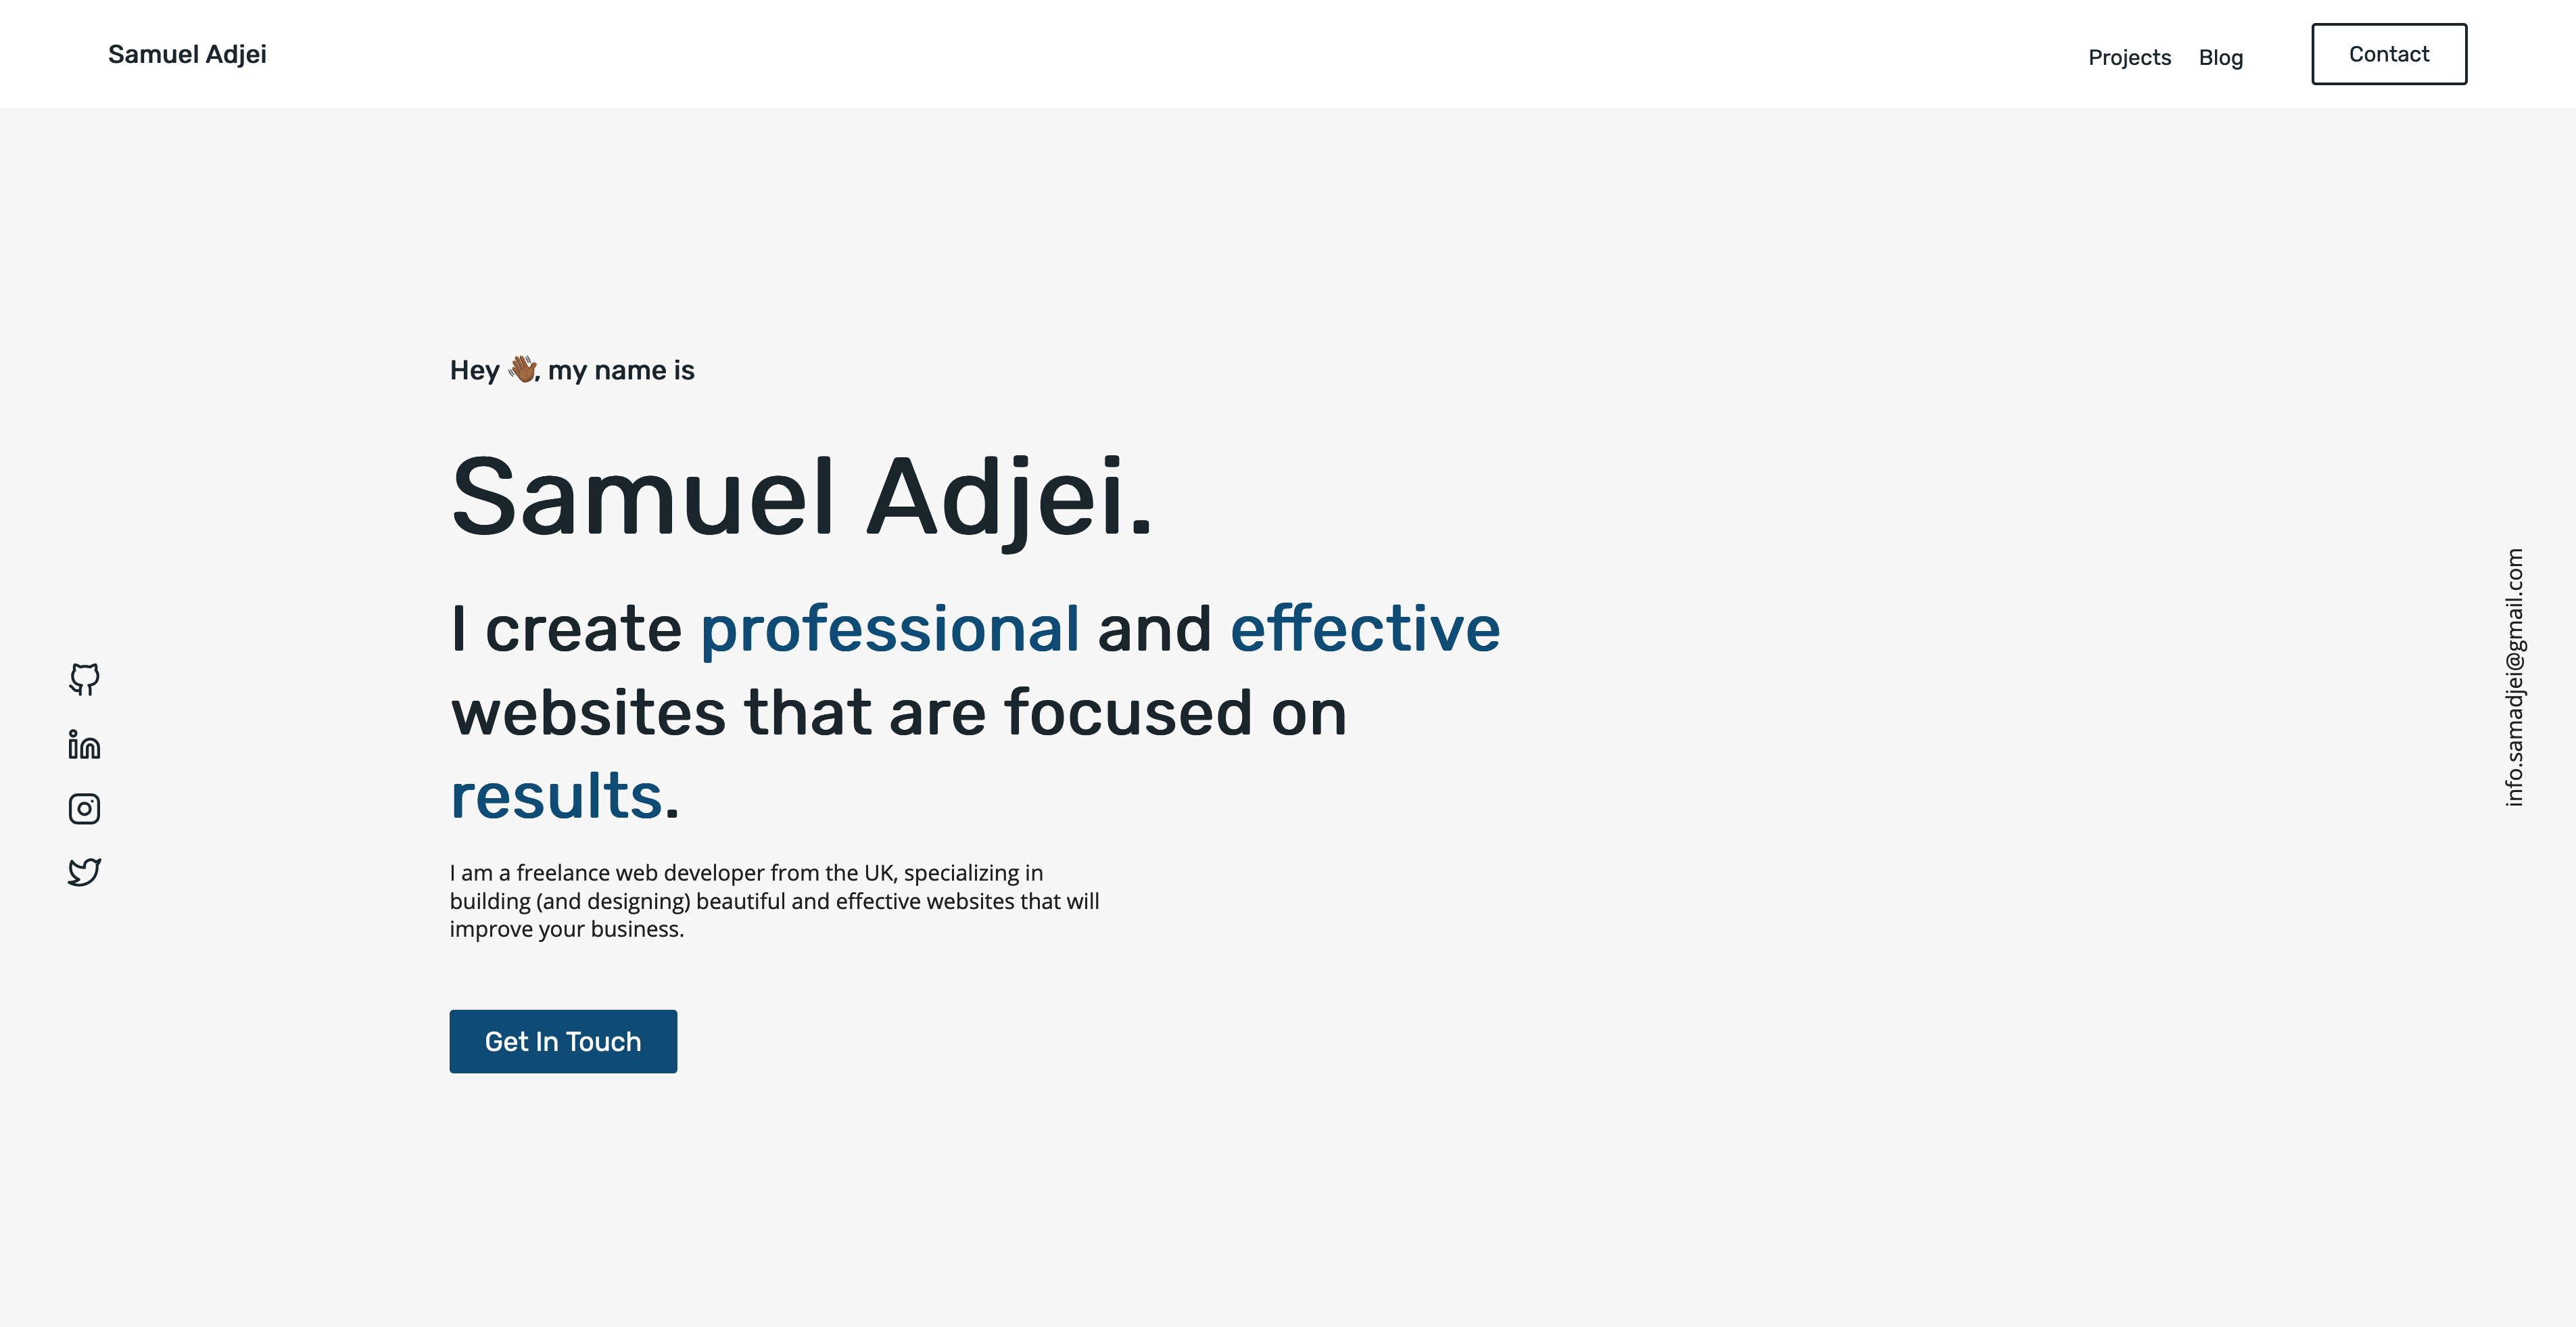 Samuel Adjei
Projects
Blog
Contact
Hey 👋🏾, my name is
Samuel Adjei.
I create professional and effective
websites that are focused on
results.
I am a freelance web developer from the UK, specializing in
building (and designing) beautiful and effective websites that will
improve your business.
Get In Touch
info.samadjei@gmail.com